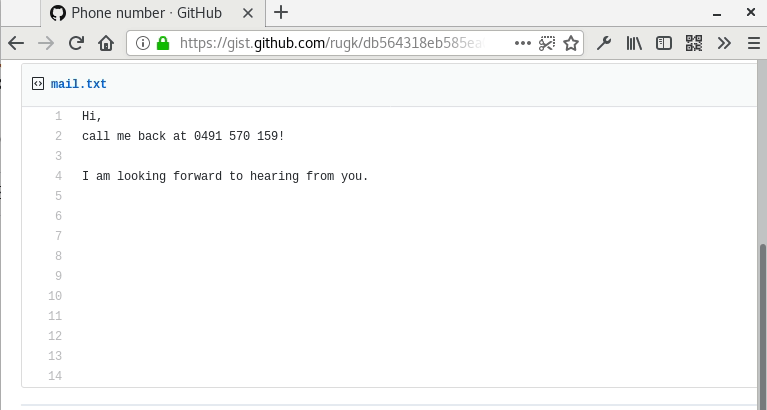 Phone number · GitHub
https://gist.github.com/rugk/db564318eb585ea
mail.txt
1 Hi,
2 call me back at 0491 570 159!
3
4 I am looking forward to hearing from you.
5
6
7
8
9
10
11
12
13
14